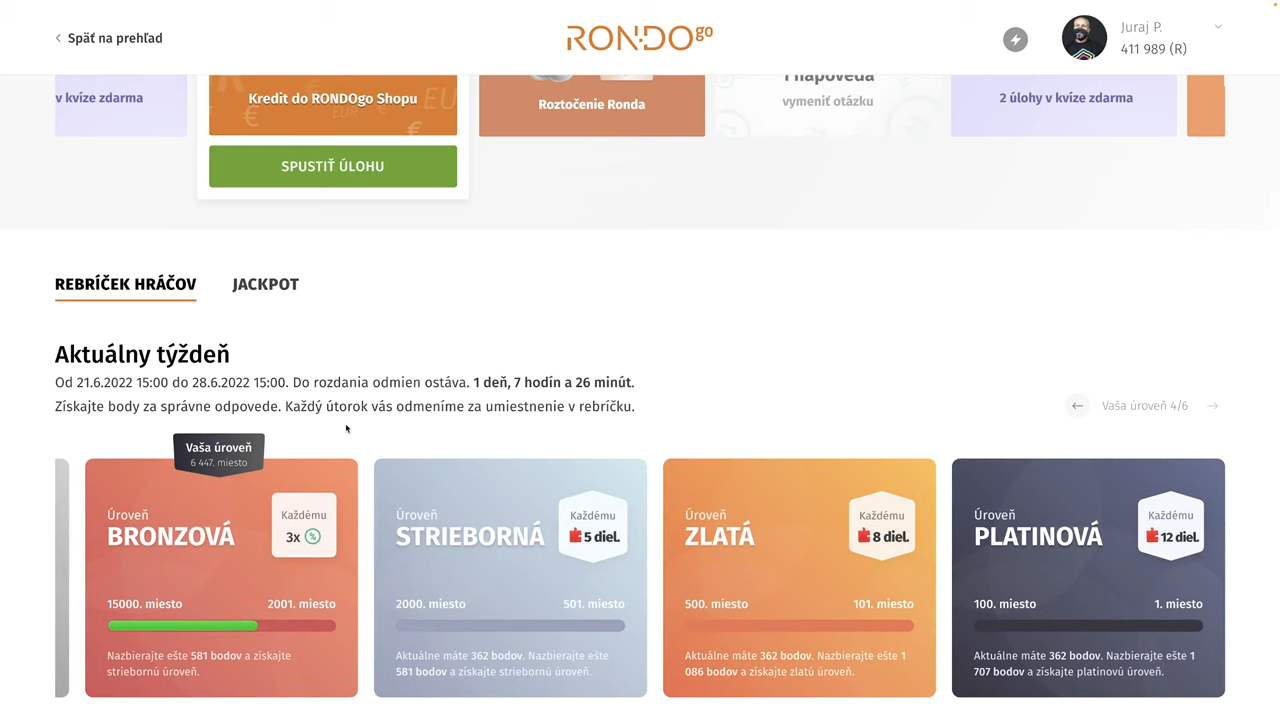 Späť na prehľad
RONDO go
Juraj P.
411 989 (R)
v kvíze zdarma
Kredit do RONDOgo Shopu
EUR
€
€
Roztočenie Ronda
1 nápoveda
vymeniť otázku
2 úlohy v kvíze zdarma
SPUSTIŤ ÚLOHU
REBRÍČEK HRÁČOV
JACKPOT
Aktuálny týždeň
Od 21.6.2022 15:00 do 28.6.2022 15:00. Do rozdania odmien ostáva. 1 deň, 7 hodín a 26 minút.
Získajte body za správne odpovede. Každý útorok vás odmeníme za umiestnenie v rebríčku.
Vaša úroveň 4/6
Vaša úroveň
6 447. miesto
Úroveň
BRONZOVÁ
Každému
3x %
15000. miesto
2001. miesto
Nazbierajte ešte 581 bodov a získajte
striebornú úroveň.
Úroveň
STRIEBORNÁ
Každému
5 diel.
2000. miesto
501. miesto
Aktuálne máte 362 bodov. Nazbierajte ešte
581 bodov a získajte striebornú úroveň.
Úroveň
ZLATÁ
Každému
8 diel.
500. miesto
101. miesto
Aktuálne máte 362 bodov. Nazbierajte ešte 1
086 bodov a získajte zlatú úroveň.
Úroveň
PLATINOVÁ
Každému
12 diel.
100. miesto
1. miesto
Aktuálne máte 362 bodov. Nazbierajte ešte 1
707 bodov a získajte platinovú úroveň.